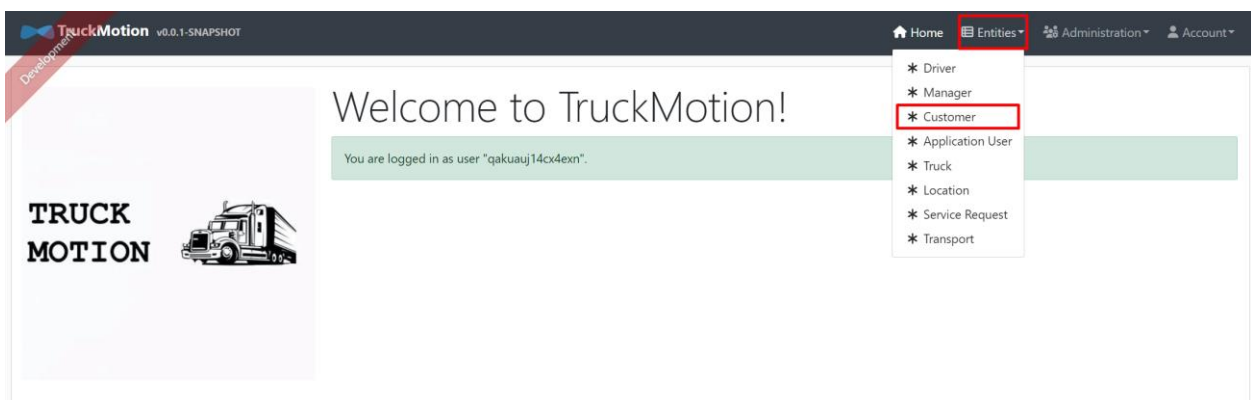 TruckMotion v0.0.1-SNAPSHOT
Development
Home Entities Administration Account
Driver
Manager
Customer
Application User
Truck
Location
Service Request
Transport
Welcome to TruckMotion!
You are logged in as user "qakuauj14cx4exn".
TRUCK
MOTION